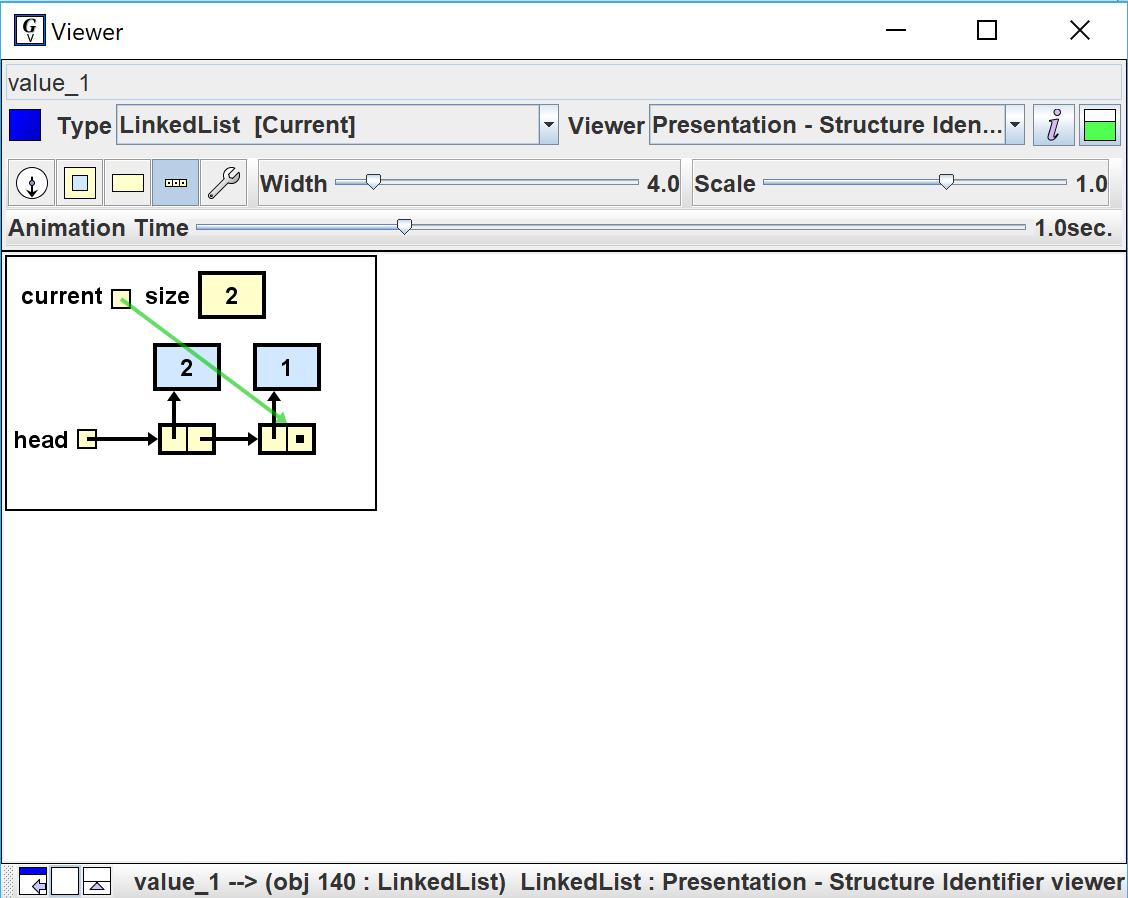 G
V
Viewer
value_1
Type LinkedList [Current] Viewer Presentation - Structure Iden...
i
Width 4.0 Scale 1.0
Animation Time 1.0sec.
current size 2
2 1
head
value_1 --> (obj 140 : LinkedList) LinkedList : Presentation - Structure Identifier viewer